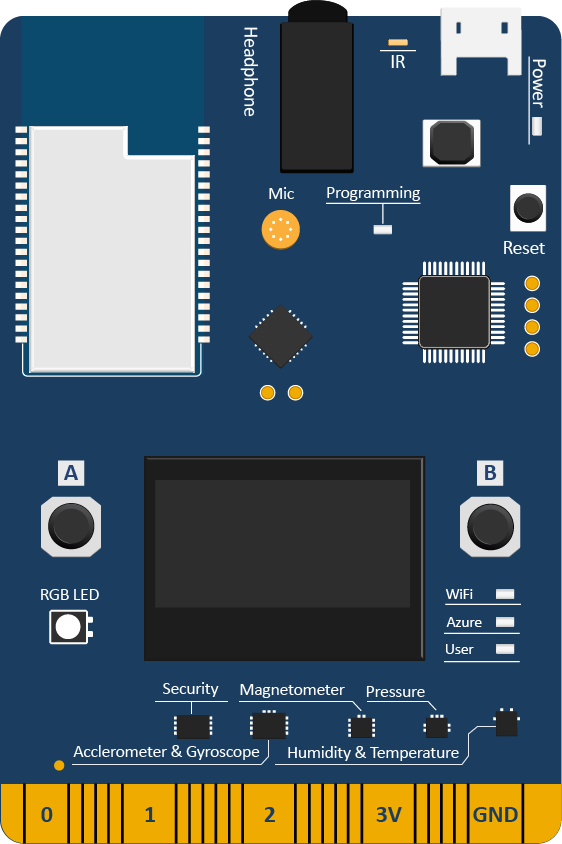 Headphone
IR
Power
Mic
Programming
Reset
A
B
RGB LED
WiFi
Azure
User
Security
Magnetometer
Pressure
Acclerometer & Gyroscope
Humidity & Temperature
0
1
2
3V
GND